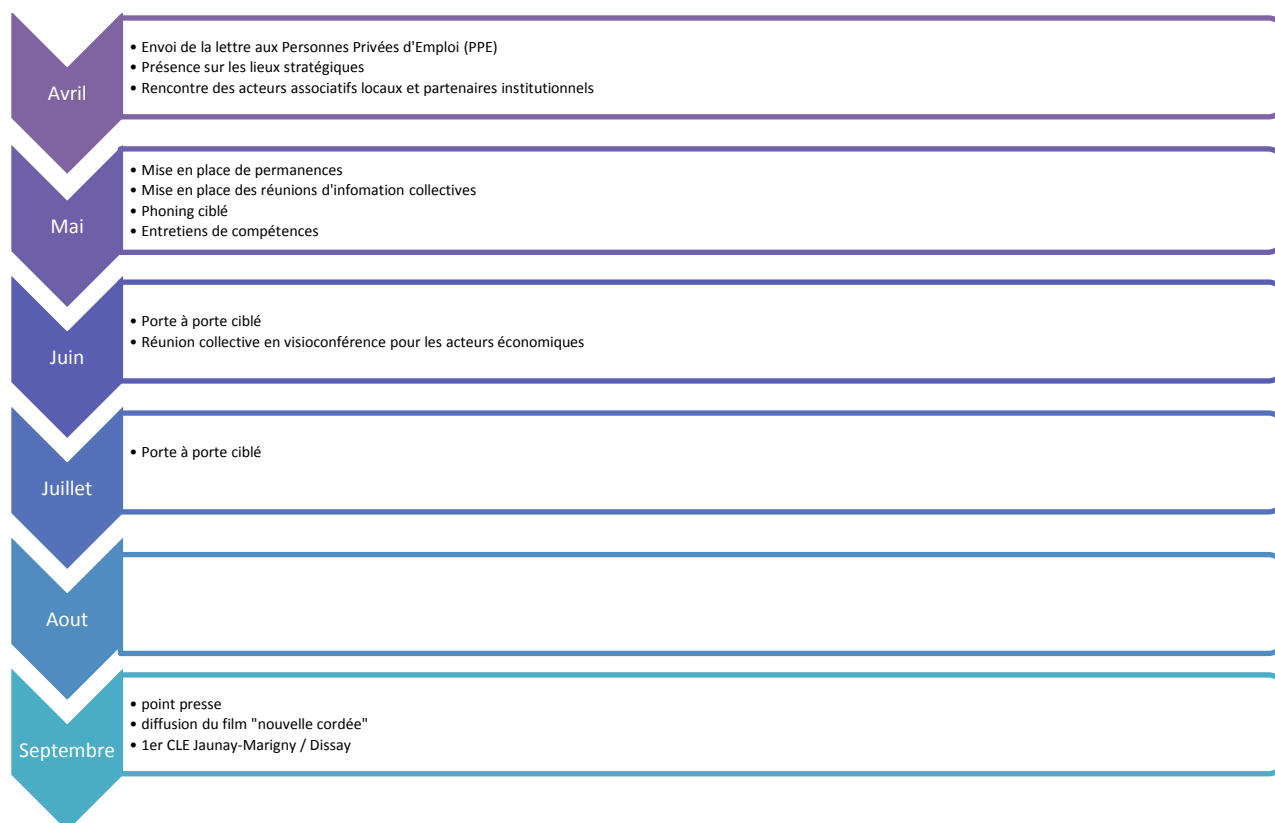 Avril
• Envoi de la lettre aux Personnes Privées d'Emploi (PPE)
• Présence sur les lieux stratégiques
• Rencontre des acteurs associatifs locaux et partenaires institutionnels
Mai
• Mise en place de permanences
• Mise en place des réunions d'infomation collectives
• Phoning ciblé
• Entretiens de compétences
Juin
• Porte à porte ciblé
• Réunion collective en visioconférence pour les acteurs économiques
Juillet
• Porte à porte ciblé
Aout
Septembre
• point presse
• diffusion du film "nouvelle cordée"
• 1er CLE Jaunay-Marigny / Dissay